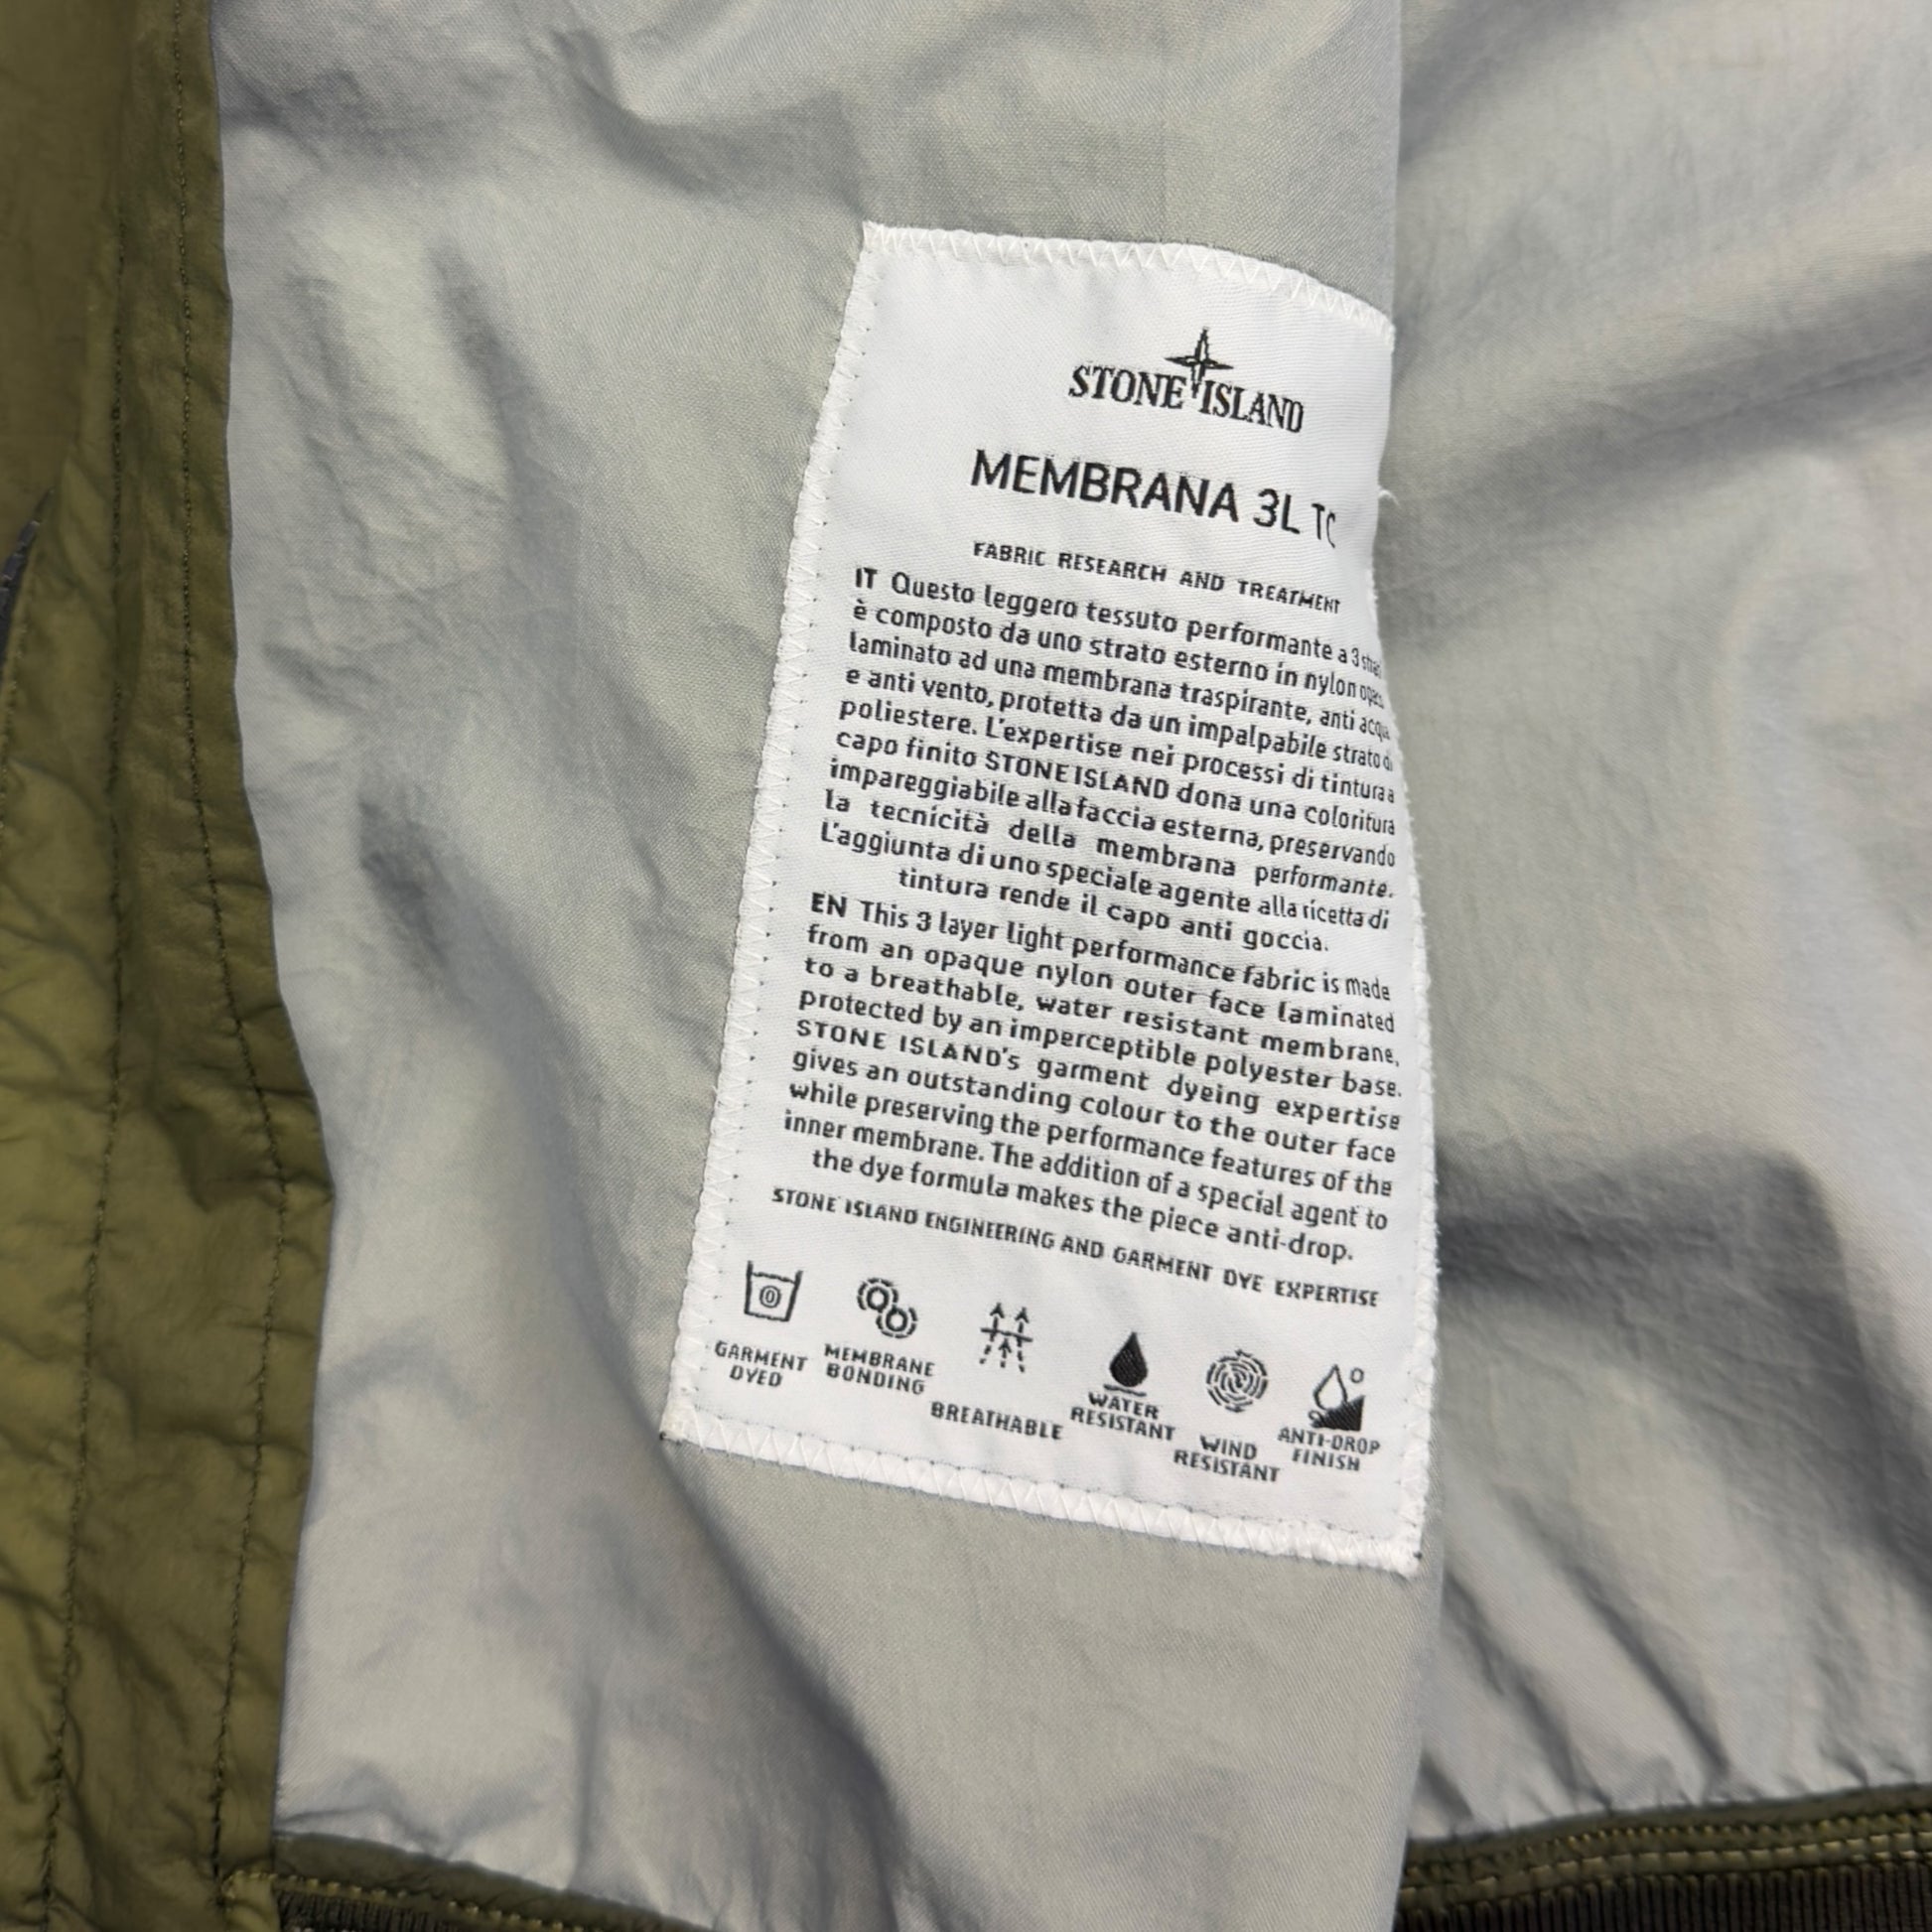 STONE ISLAND
MEMBRANA 3L TC
FABRIC RESEARCH AND TREATMENT
IT Questo leggero tessuto performante a 3
è composto da uno strato esterno in nylon
laminato ad una membrana traspirante, anti acqua
e anti vento, protetta da un impalpabile strato di
poliestere. L'expertise nei processi di tintura a
capo finito STONE ISLAND dona una coloritura
impareggiabile alla faccia esterna, preservando
la tecnicità della membrana performante.
L'aggiunta di uno speciale agente alla ricetta di
tintura rende il capo anti goccia.
EN This 3 layer light performance fabric is made
from an opaque nylon outer face laminated
to a breathable, water resistant membrane,
protected by an imperceptible polyester base.
STONE ISLAND's garment dyeing expertise
gives an outstanding colour to the outer face
while preserving the performance features of the
inner membrane. The addition of a special agent to
the dye formula makes the piece anti-drop.
STONE ISLAND ENGINEERING AND GARMENT DYE EXPERTISE
GARMENT DYED
MEMBRANE BONDING
BREATHABLE
WATER RESISTANT
WIND RESISTANT
ANTI-DROP FINISH